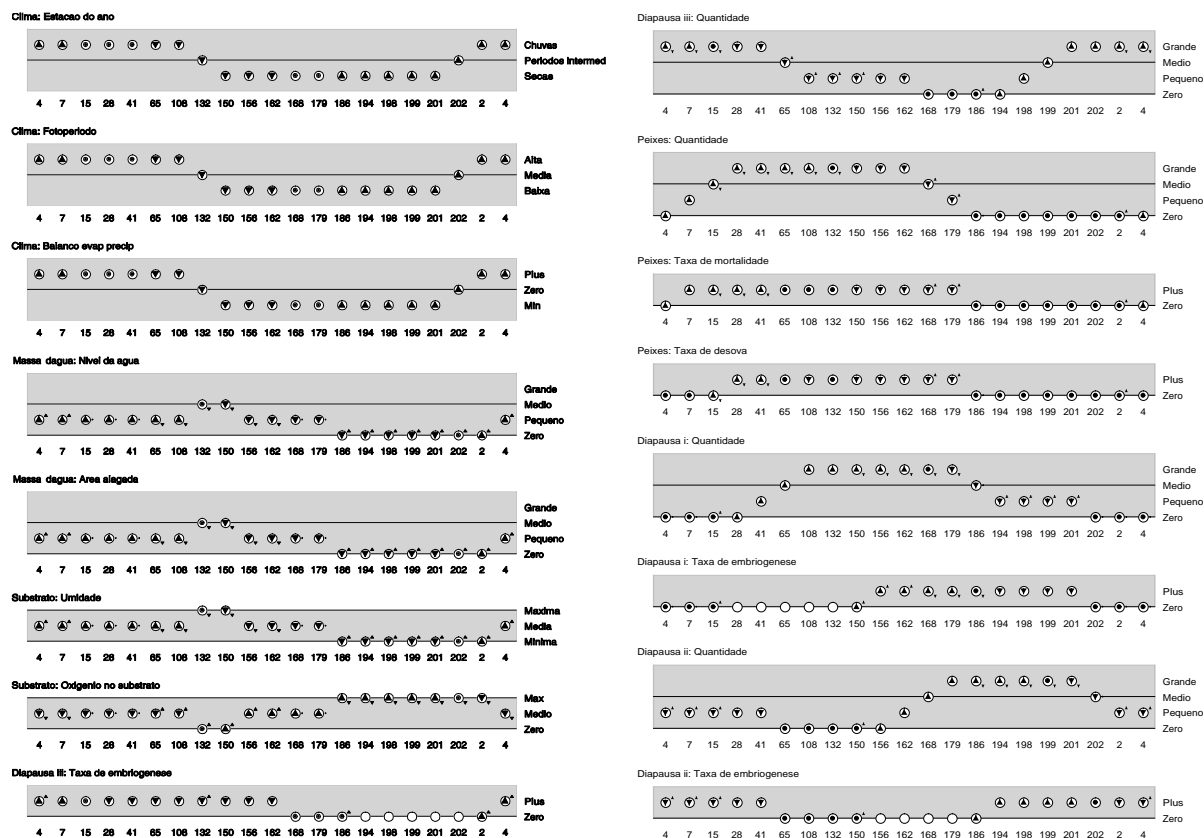 Clima: Estacao do ano
Chuvas
Periodos Intermed
Secas
4 7 15 28 41 65 108 132 150 156 162 168 179 186 194 198 199 201 202 2 4
Clima: Fotoperiodo
Alta
Media
Baixa
4 7 15 28 41 65 108 132 150 156 162 168 179 186 194 198 199 201 202 2 4
Clima: Balanco evap precip
Plus
Zero
Min
4 7 15 28 41 65 108 132 150 156 162 168 179 186 194 198 199 201 202 2 4
Massa dagua: Nivel da agua
Grande
Medio
Pequeno
Zero
4 7 15 28 41 65 108 132 150 156 162 168 179 186 194 198 199 201 202 2 4
Massa dagua: Area alagada
Grande
Medio
Pequeno
Zero
4 7 15 28 41 65 108 132 150 156 162 168 179 186 194 198 199 201 202 2 4
Substrato: Umidade
Maxima
Media
Minima
4 7 15 28 41 65 108 132 150 156 162 168 179 186 194 198 199 201 202 2 4
Substrato: Oxigenio no substrato
Max
Medio
Zero
4 7 15 28 41 65 108 132 150 156 162 168 179 186 194 198 199 201 202 2 4
Diapausa iii: Taxa de embriogenese
Plus
Zero
4 7 15 28 41 65 108 132 150 156 162 168 179 186 194 198 199 201 202 2 4
Diapausa iii: Quantidade
Grande
Medio
Pequeno
Zero
4 7 15 28 41 65 108 132 150 156 162 168 179 186 194 198 199 201 202 2 4
Peixes: Quantidade
Grande
Medio
Pequeno
Zero
4 7 15 28 41 65 108 132 150 156 162 168 179 186 194 198 199 201 202 2 4
Peixes: Taxa de mortalidade
Plus
Zero
4 7 15 28 41 65 108 132 150 156 162 168 179 186 194 198 199 201 202 2 4
Peixes: Taxa de desova
Plus
Zero
4 7 15 28 41 65 108 132 150 156 162 168 179 186 194 198 199 201 202 2 4
Diapausa i: Quantidade
Grande
Medio
Pequeno
Zero
4 7 15 28 41 65 108 132 150 156 162 168 179 186 194 198 199 201 202 2 4
Diapausa i: Taxa de embriogenese
Plus
Zero
4 7 15 28 41 65 108 132 150 156 162 168 179 186 194 198 199 201 202 2 4
Diapausa ii: Quantidade
Grande
Medio
Pequeno
Zero
4 7 15 28 41 65 108 132 150 156 162 168 179 186 194 198 199 201 202 2 4
Diapausa ii: Taxa de embriogenese
Plus
Zero
4 7 15 28 41 65 108 132 150 156 162 168 179 186 194 198 199 201 202 2 4